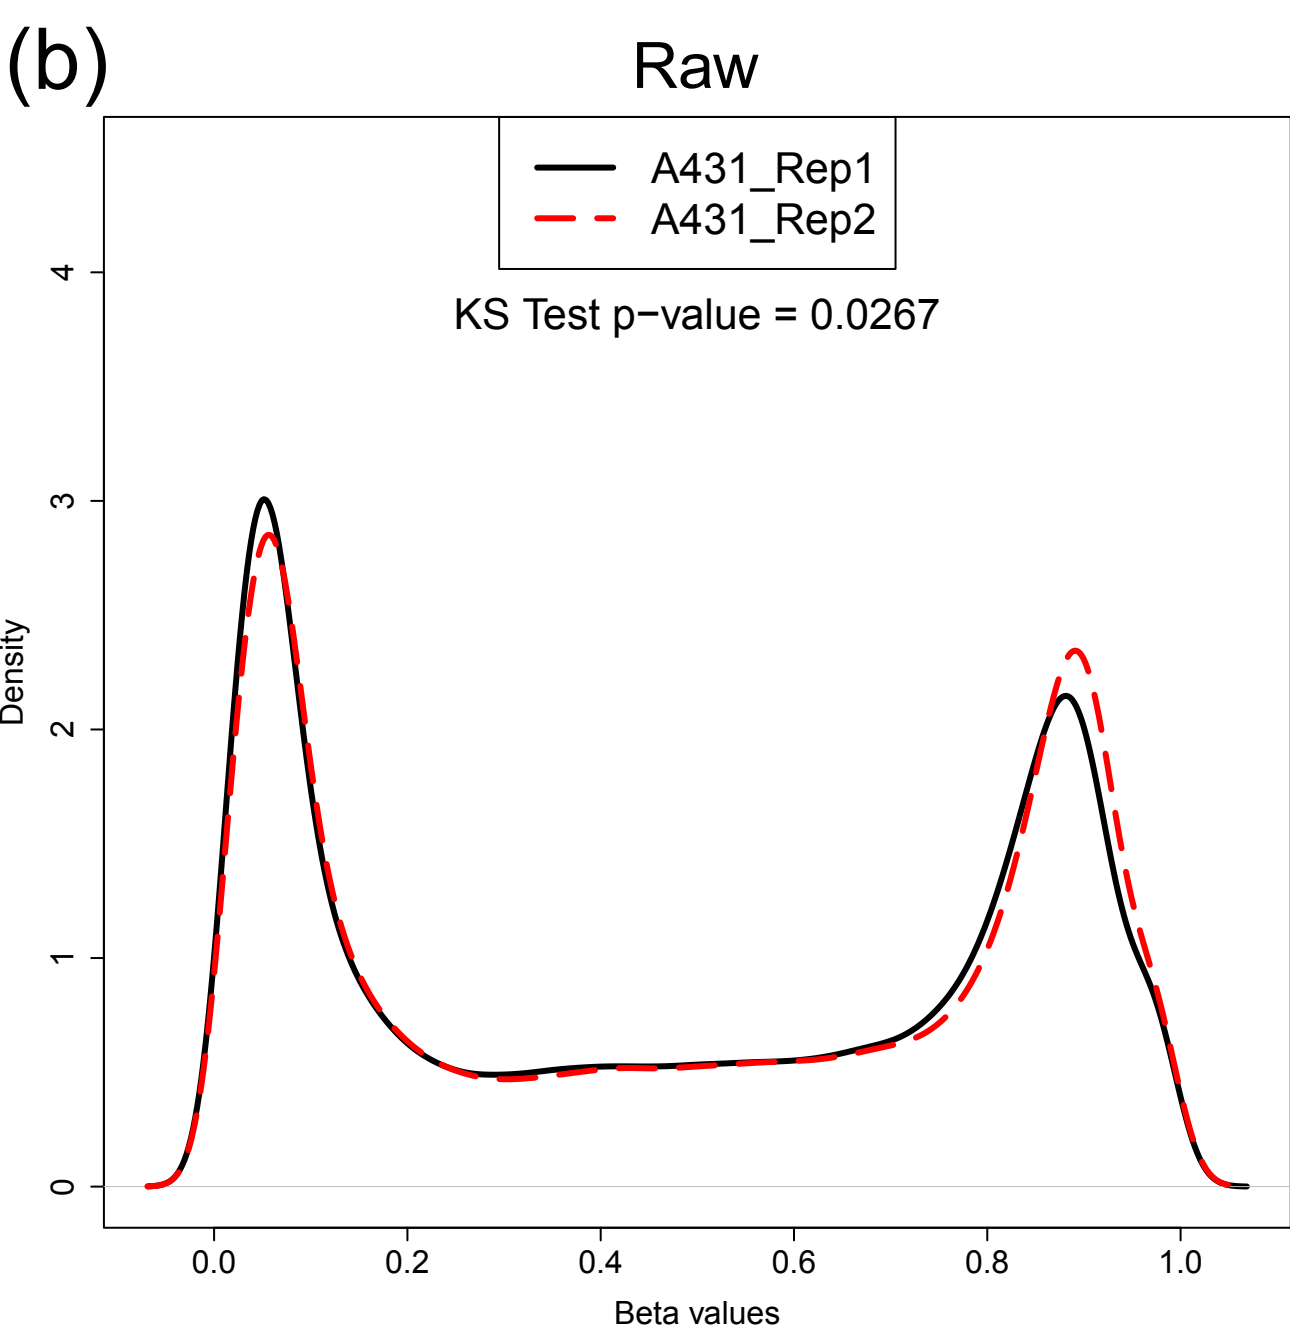 (b)
Raw
A431_Rep1
A431_Rep2
KS Test p−value = 0.0267
Density
4
3
2
1
0
0.0 0.2 0.4 0.6 0.8 1.0
Beta values